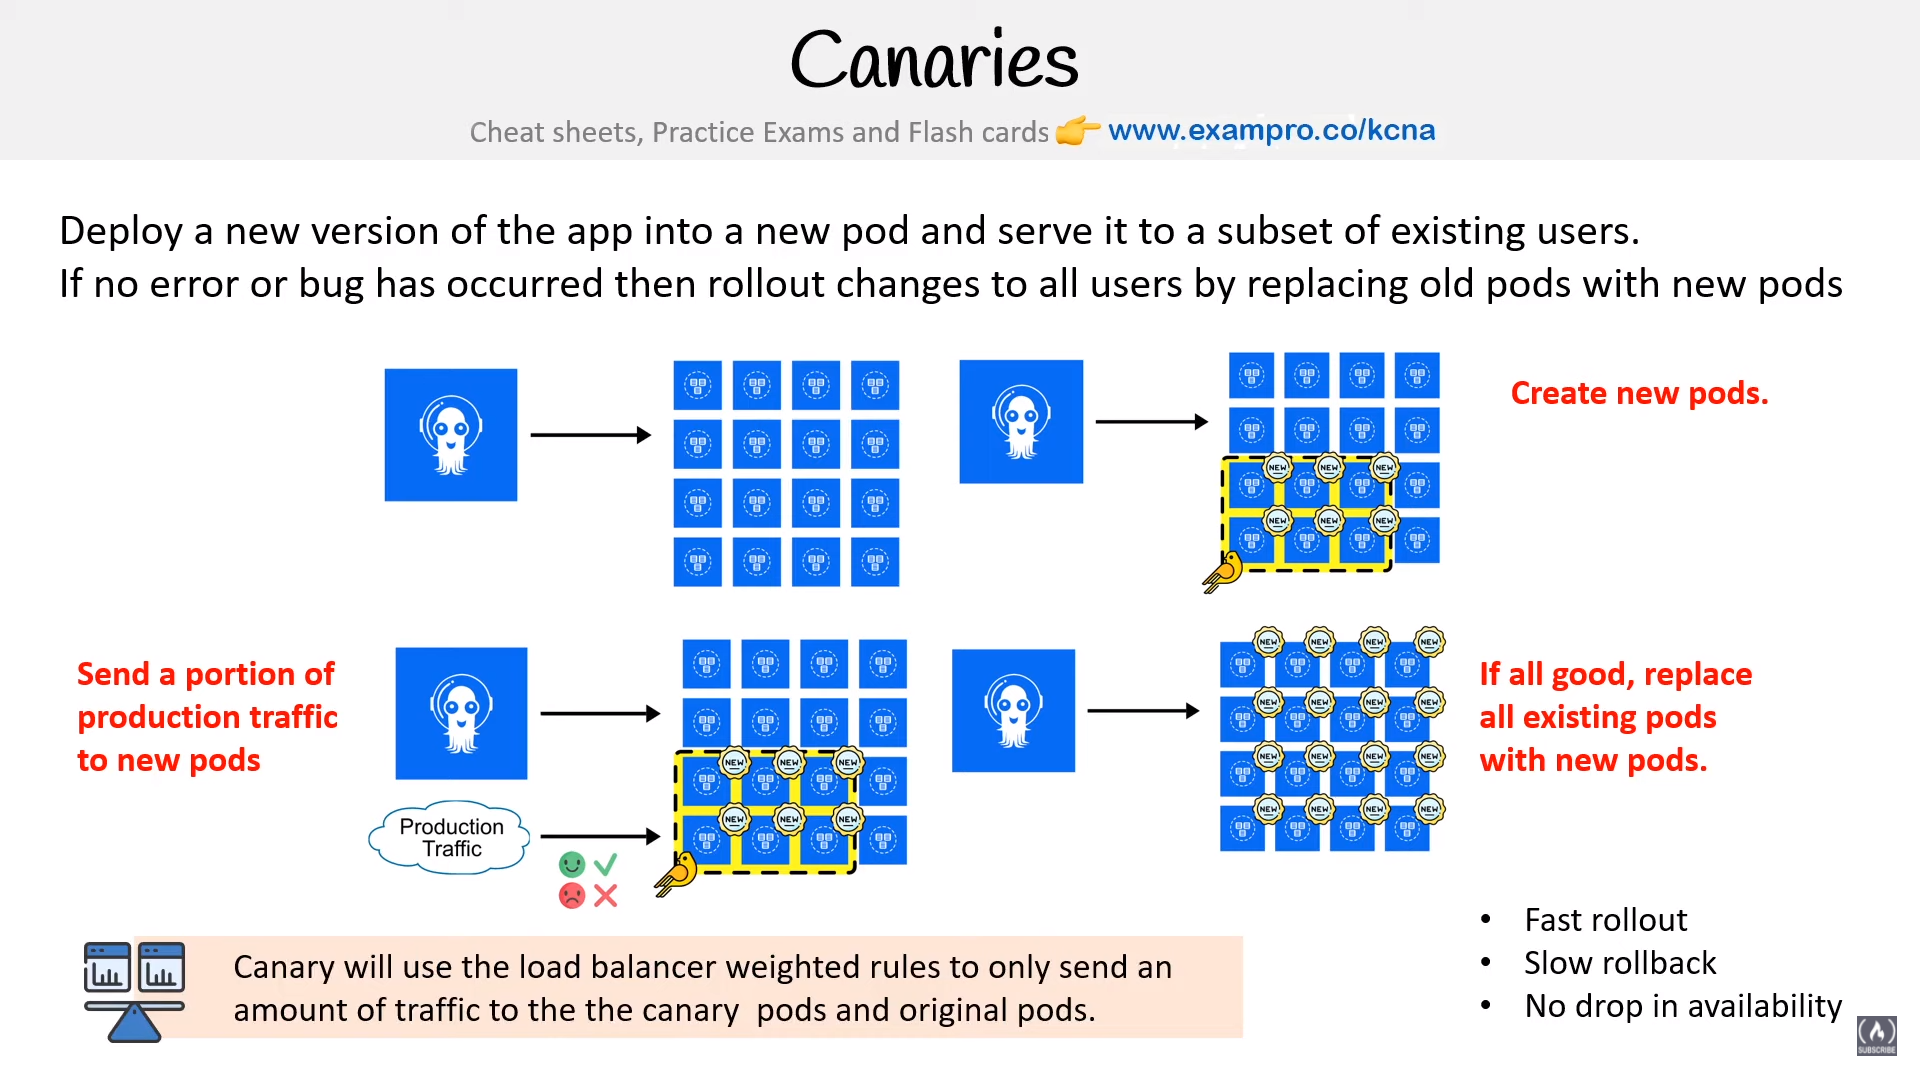 Canaries
Cheat sheets, Practice Exams and Flash cards www.exampro.co/kcna
Deploy a new version of the app into a new pod and serve it to a subset of existing users.
If no error or bug has occurred then rollout changes to all users by replacing old pods with new pods
Create new pods.
NEW NEW NEW
NEW NEW NEW
Send a portion of
production traffic
to new pods
NEW NEW NEW
NEW NEW NEW
Production
Traffic
NEW NEW NEW NEW
NEW NEW NEW NEW
NEW NEW NEW NEW
NEW NEW NEW NEW
If all good, replace
all existing pods
with new pods.
Canary will use the load balancer weighted rules to only send an
amount of traffic to the the canary pods and original pods.
• Fast rollout
• Slow rollback
• No drop in availability
SUBSCRIBE